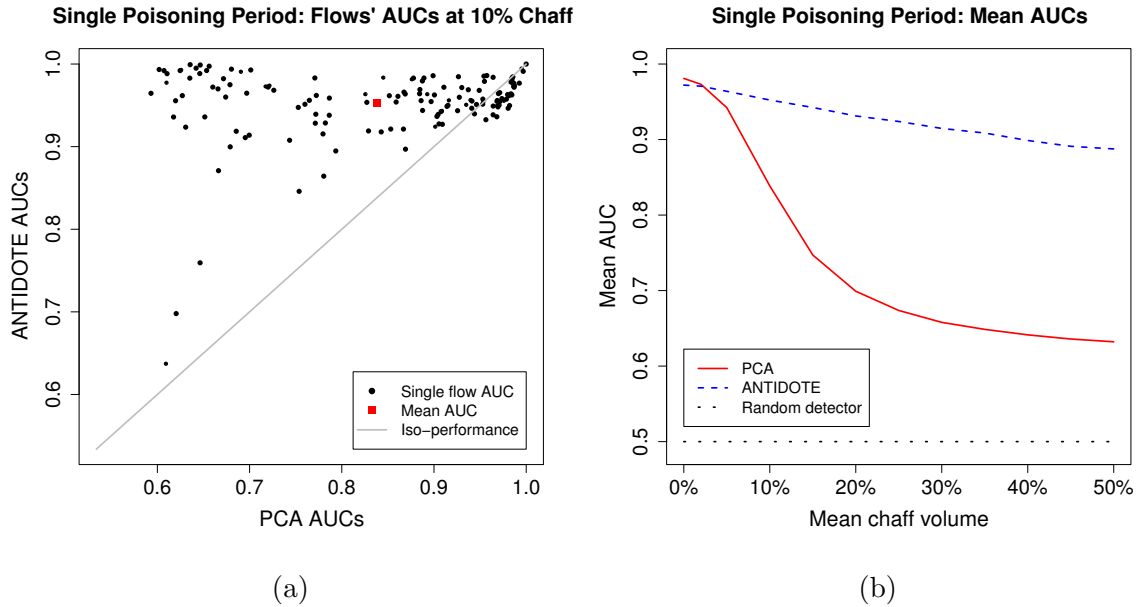 Single Poisoning Period: Flows' AUCs at 10% Chaff
ANTIDOTE AUCs
1.0
0.9
0.8
0.7
0.6
Single flow AUC
Mean AUC
Iso−performance
0.6 0.7 0.8 0.9 1.0
PCA AUCs
(a)
Single Poisoning Period: Mean AUCs
Mean AUC
1.0
0.9
0.8
0.7
0.6
0.5
PCA
ANTIDOTE
Random detector
0% 10% 20% 30% 40% 50%
Mean chaff volume
(b)